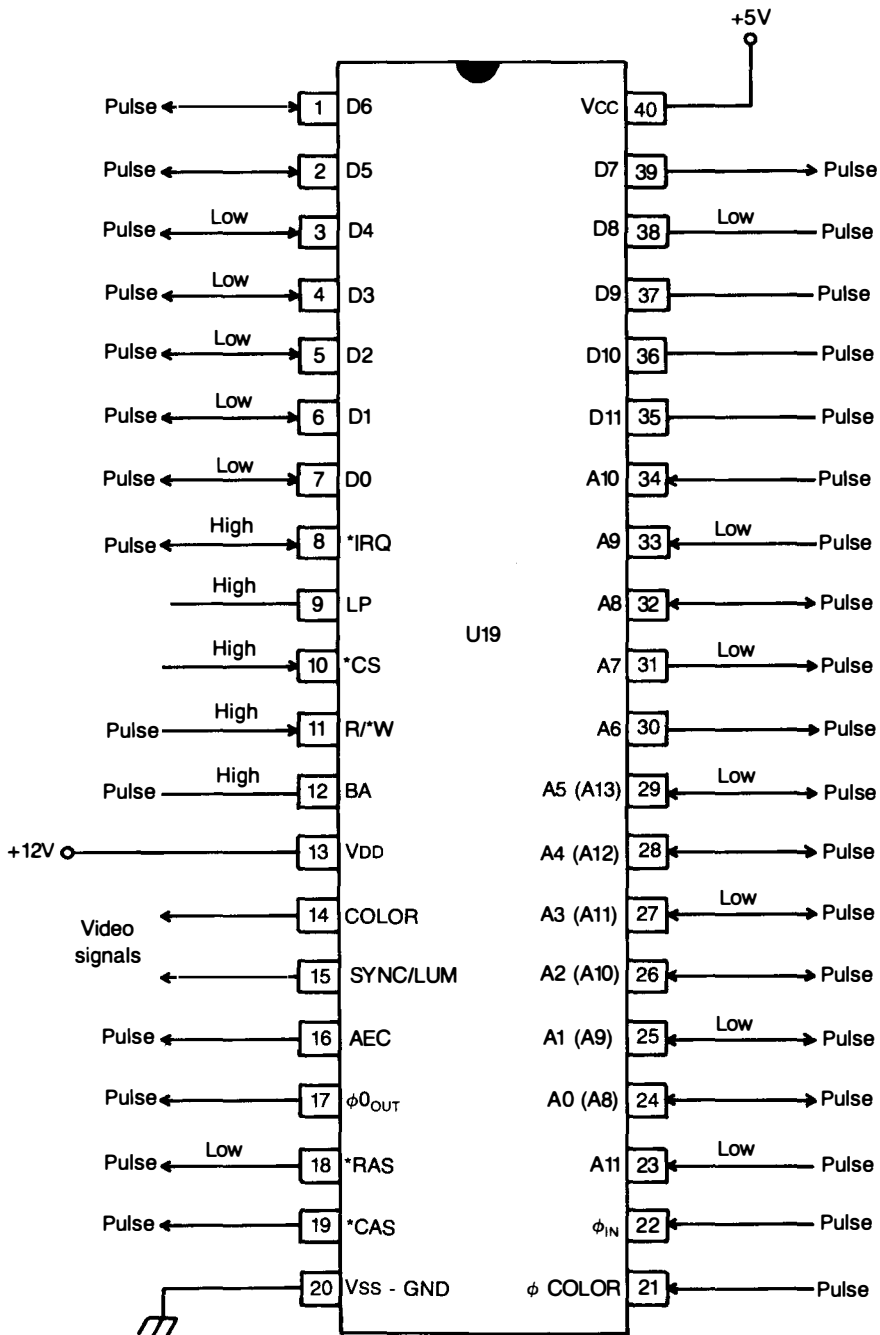 +5V
Pulse 1 D6 VCC 40
Pulse 2 D5 D7 39 Pulse
Pulse Low 3 D4 D8 38 Low Pulse
Pulse Low 4 D3 D9 37 Pulse
Pulse Low 5 D2 D10 36 Pulse
Pulse Low 6 D1 D11 35 Pulse
Pulse Low 7 D0 A10 34 Pulse
Pulse High 8 *IRQ A9 33 Low Pulse
High 9 LP A8 32 Pulse
U19
High 10 *CS A7 31 Low Pulse
Pulse High 11 R/*W A6 30 Pulse
Pulse High 12 BA A5 (A13) 29 Low Pulse
+12V 13 VDD A4 (A12) 28 Pulse
14 COLOR A3 (A11) 27 Low Pulse
Video
signals
15 SYNC/LUM A2 (A10) 26 Pulse
Pulse 16 AEC A1 (A9) 25 Low Pulse
Pulse 17 ϕ0OUT A0 (A8) 24 Pulse
Pulse Low 18 *RAS A11 23 Low Pulse
Pulse 19 *CAS ϕIN 22 Pulse
20 VSS - GND ϕ COLOR 21 Pulse